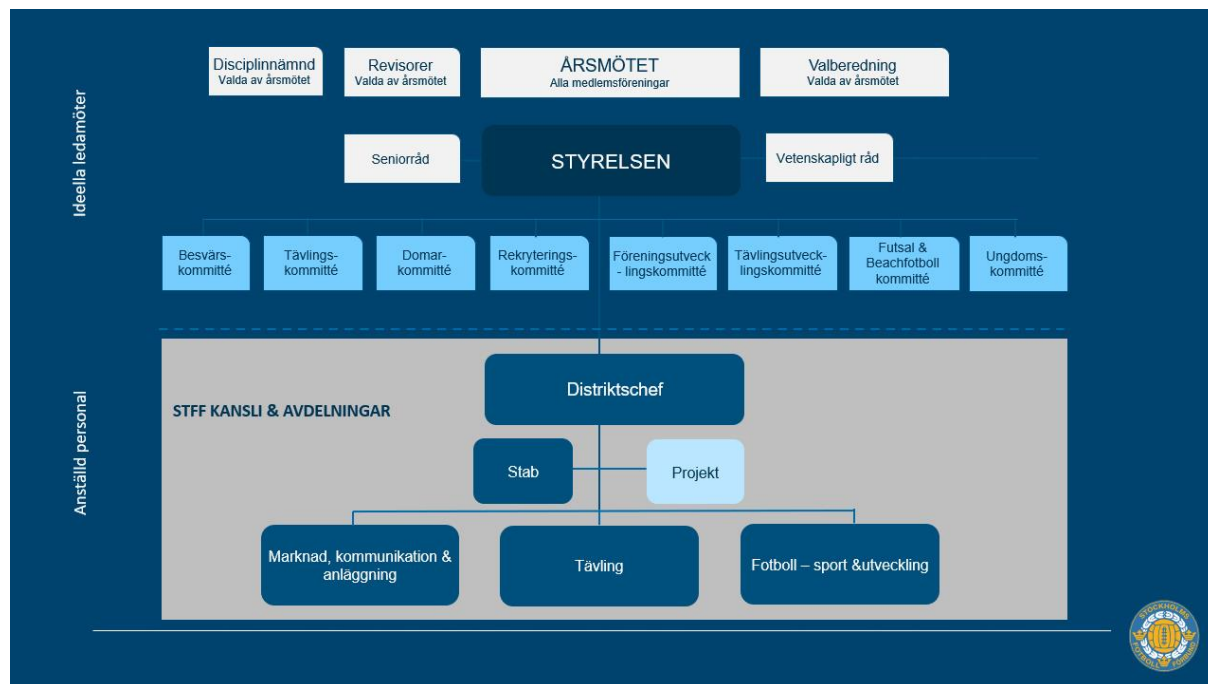 Disciplinnämnd
Valda av årsmötet
Revisorer
Valda av årsmötet
ÅRSMÖTET
Alla medlemsföreningar
Valberedning
Valda av årsmötet
Ideella ledamöter
Seniorråd
STYRELSEN
Vetenskapligt råd
Besvärs-
kommitté
Tävlings-
kommitté
Domar-
kommitté
Rekryterings-
kommitté
Föreningsutveck
- lingskommitté
Tävlingsutveck-
lingskommitté
Futsal &
Beachfotboll
kommitté
Ungdoms-
kommitté
Anställd personal
STFF KANSLI & AVDELNINGAR
Distriktschef
Stab
Projekt
Marknad, kommunikation &
anläggning
Tävling
Fotboll – sport &utveckling
STOCKHOLMS
FOTBOLLFÖRBUND